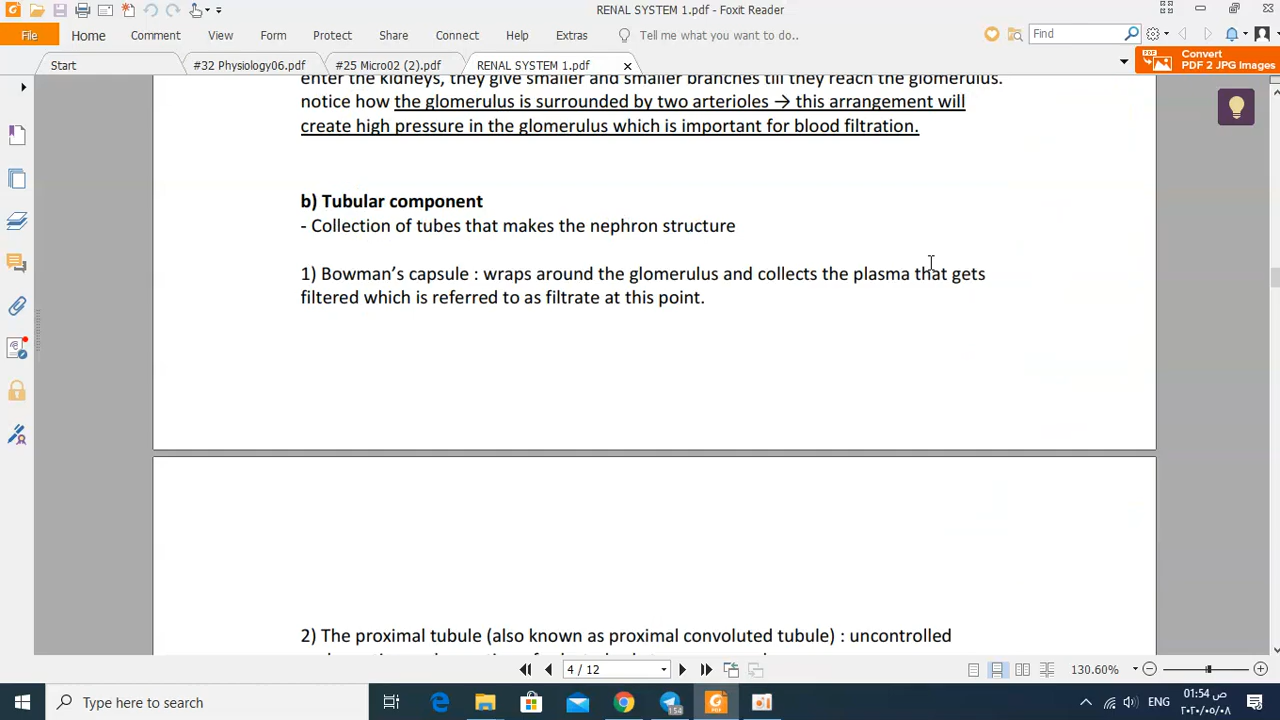 RENAL SYSTEM 1.pdf - Foxit Reader
File Home Comment View Form Protect Share Connect Help Extras Tell me what you want to do.. Find
Start #32 Physiology06.pdf #25 Micro02 (2).pdf RENAL SYSTEM 1.pdf
Convert
PDF 2 JPG Images
enter the kidneys, they give smaller and smaller branches till they reach the glomerulus.
notice how the glomerulus is surrounded by two arterioles → this arrangement will
create high pressure in the glomerulus which is important for blood filtration.
b) Tubular component
- Collection of tubes that makes the nephron structure
1) Bowman’s capsule : wraps around the glomerulus and collects the plasma that gets
filtered which is referred to as filtrate at this point.
2) The proximal tubule (also known as proximal convoluted tubule) : uncontrolled
4 / 12 130.60%
Type here to search
154
ENG
01:54 ص
٢٠٢٠/٠٥/٠٨